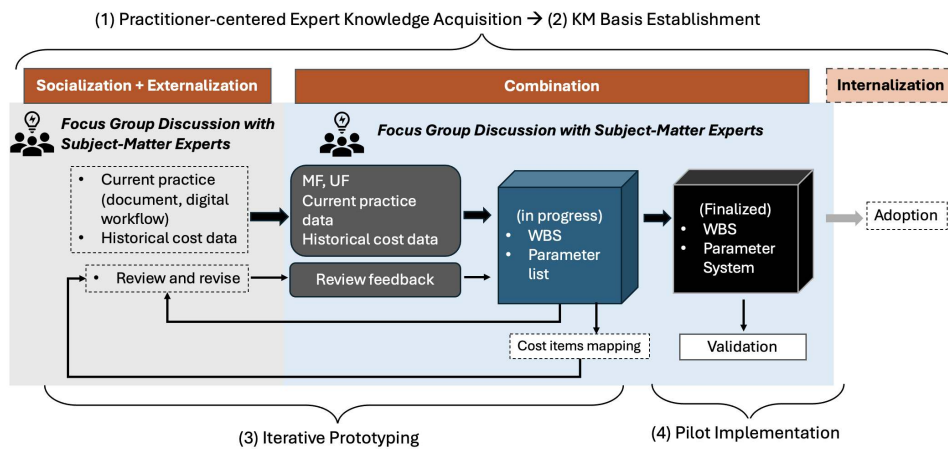 (1) Practitioner-centered Expert Knowledge Acquisition → (2) KM Basis Establishment
Socialization + Externalization
Combination
Internalization
Focus Group Discussion with
Subject-Matter Experts
Focus Group Discussion with Subject-Matter Experts
• Current practice
(document, digital
workflow)
• Historical cost data
MF, UF
Current practice
data
Historical cost data
(in progress)
• WBS
• Parameter
list
(Finalized)
• WBS
• Parameter
System
Adoption
• Review and revise
Review feedback
Cost items mapping
Validation
(3) Iterative Prototyping
(4) Pilot Implementation